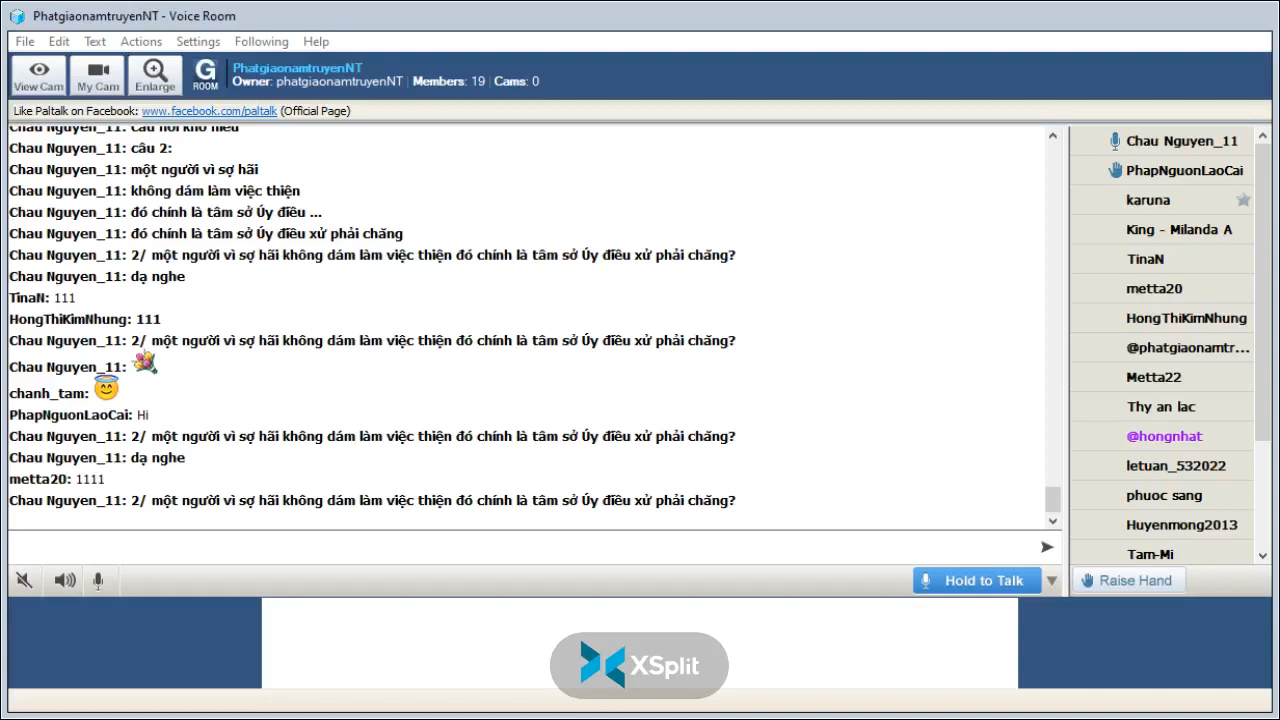 PhatgiaonamtruyenNT - Voice Room
File Edit Text Actions Settings Following Help
View Cam My Cam Enlarge G ROOM
PhatgiaonamtruyenNT
Owner: phatgiaonamtruyenNT Members: 19 Cams: 0
Like Paltalk on Facebook: www.facebook.com/paltalk (Official Page)
Chau Nguyen_11:
Chau Nguyen_11: câu 2:
Chau Nguyen_11: một người vì sợ hãi
Chau Nguyen_11: không dám làm việc thiện
Chau Nguyen_11: đó chính là tâm sở Úy điều ...
Chau Nguyen_11: đó chính là tâm sở Úy điều xử phải chăng
Chau Nguyen_11: 2/ một người vì sợ hãi không dám làm việc thiện đó chính là tâm sở Úy điều xử phải chăng?
Chau Nguyen_11: dạ nghe
TinaN: 111
HongThiKimNhung: 111
Chau Nguyen_11: 2/ một người vì sợ hãi không dám làm việc thiện đó chính là tâm sở Úy điều xử phải chăng?
Chau Nguyen_11:
chanh_tam:
PhapNguonLaoCai: Hi
Chau Nguyen_11: 2/ một người vì sợ hãi không dám làm việc thiện đó chính là tâm sở Úy điều xử phải chăng?
Chau Nguyen_11: dạ nghe
metta20: 1111
Chau Nguyen_11: 2/ một người vì sợ hãi không dám làm việc thiện đó chính là tâm sở Úy điều xử phải chăng?
Hold to Talk
Chau Nguyen_11
PhapNguonLaoCai
karuna
King - Milanda A
TinaN
metta20
HongThiKimNhung
@phatgiaonamtr...
Metta22
Thy an lac
@hongnhat
letuan_532022
phuoc sang
Huyenmong2013
Tam-Mi
Raise Hand
XSplit